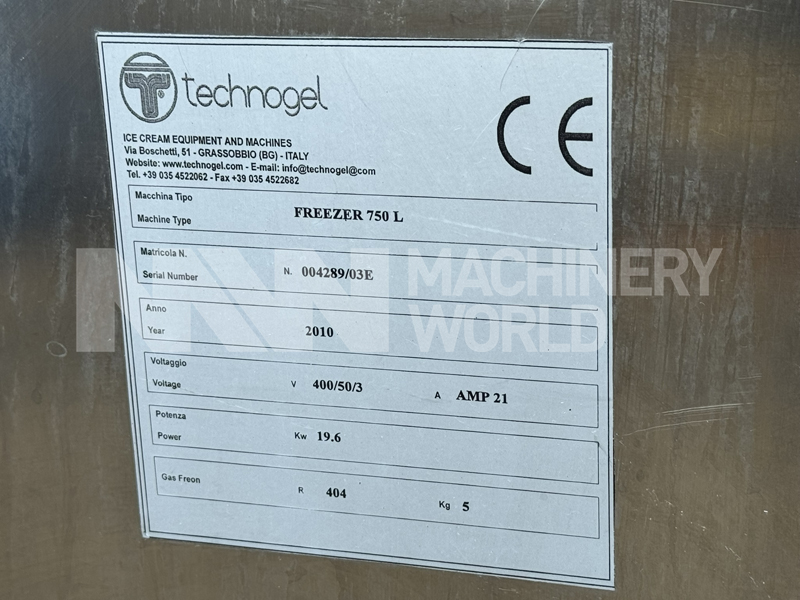 technogel
CE
ICE CREAM EQUIPMENT AND MACHINES
Via Boschetti, 51 - GRASSOBBIO (BG) - ITALY
Website: www.technogel.com - E-mail: info@technogel@com
Tel. +39 035 4522062 - Fax +39 035 4522682
Macchina Tipo
Machine Type FREEZER 750 L
Matricola N.
Serial Number N. 004289/03E
MACHINERY
WORLD
Anno
Year 2010
Voltaggio
Voltage V 400/50/3 A AMP 21
Potenza
Power Kw 19.6
Gas Freon R 404 Kg 5